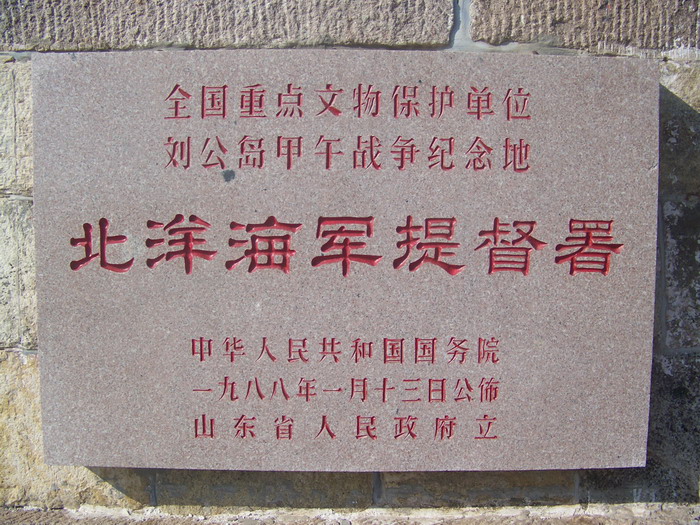 全国重点文物保护单位
刘公岛甲午战争纪念地
北洋海军提督署
中华人民共和国国务院
一九八八年一月十三日公佈
山东省人民政府立